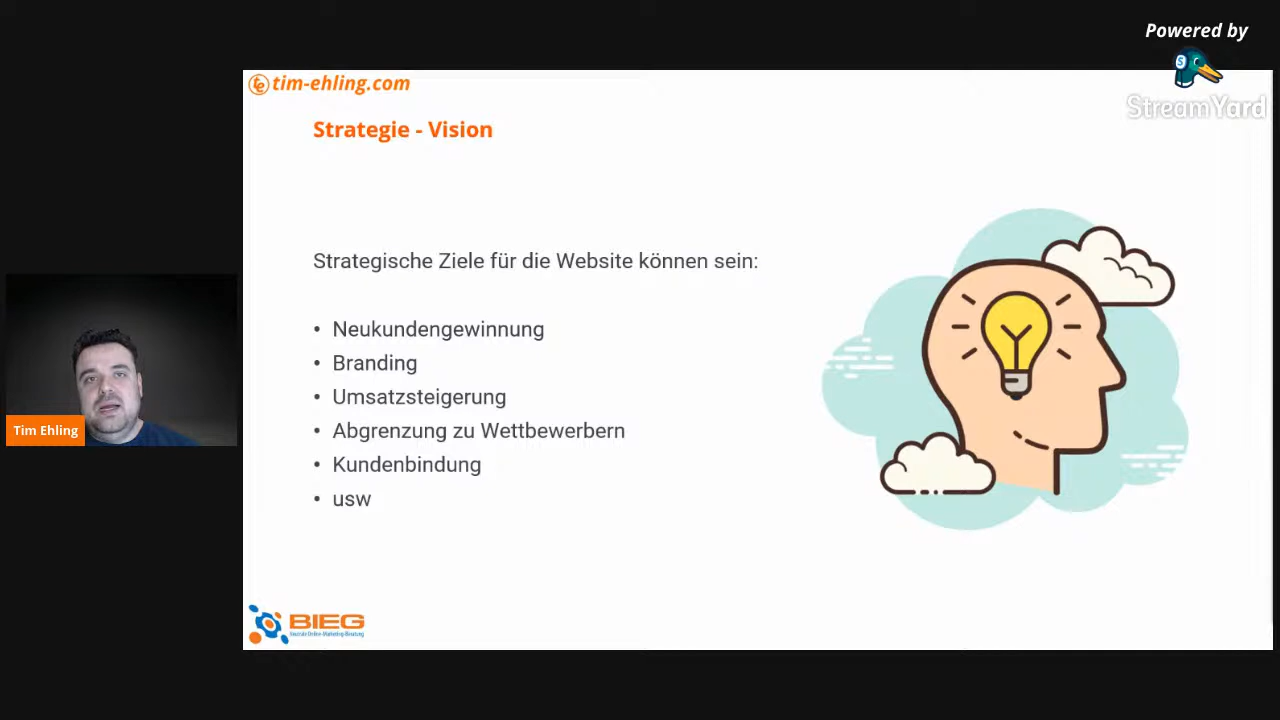 Powered by
StreamYard
tim-ehling.com
Strategie - Vision
Strategische Ziele für die Website können sein:
• Neukundengewinnung
• Branding
• Umsatzsteigerung
• Abgrenzung zu Wettbewerbern
• Kundenbindung
• usw
Tim Ehling
BIEG